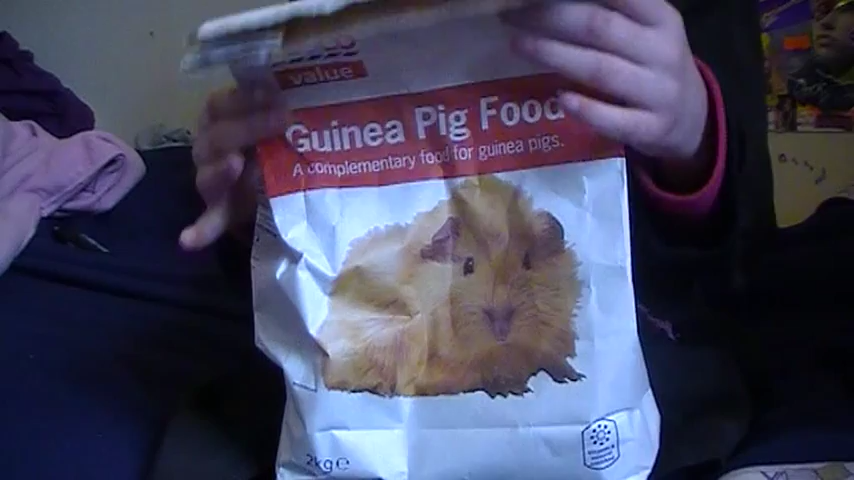 value
Guinea Pig Food
A complementary food for guinea pigs.
2kg℮